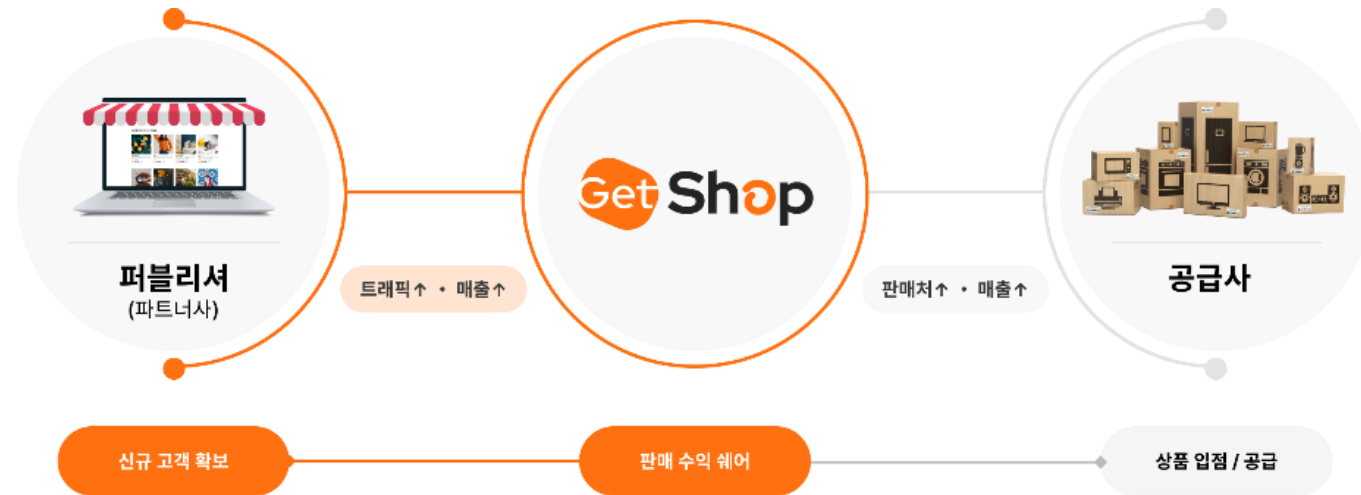 Get Shop
퍼블리셔
(파트너사)
트래픽↑ · 매출↑
판매처↑ · 매출↑
공급사
신규 고객 확보
판매 수익 쉐어
상품 입점 / 공급